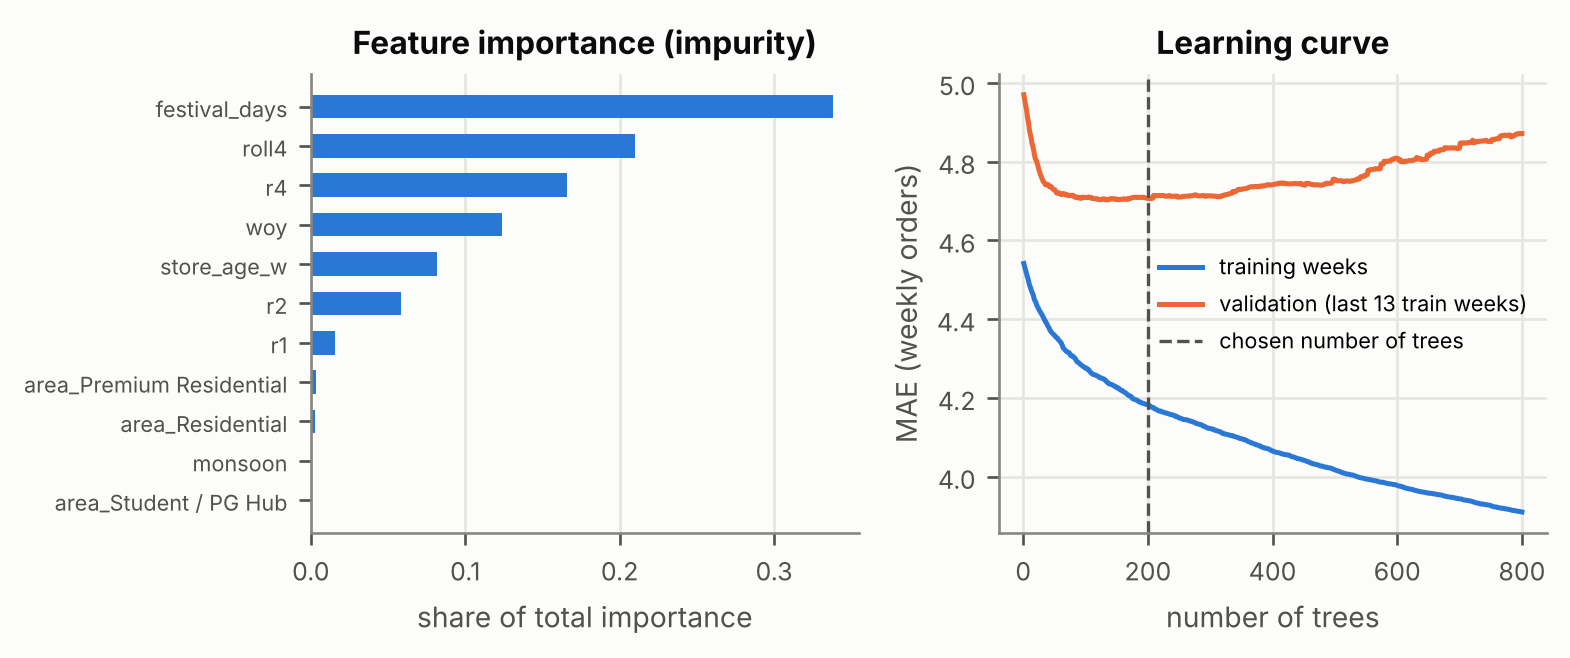 Feature importance (impurity)
festival_days
roll4
r4
woy
store_age_w
r2
r1
area_Premium Residential
area_Residential
monsoon
area_Student / PG Hub
0.0 0.1 0.2 0.3
share of total importance
Learning curve
MAE (weekly orders)
5.0
4.8
4.6
4.4
4.2
4.0
training weeks
validation (last 13 train weeks)
chosen number of trees
0 200 400 600 800
number of trees